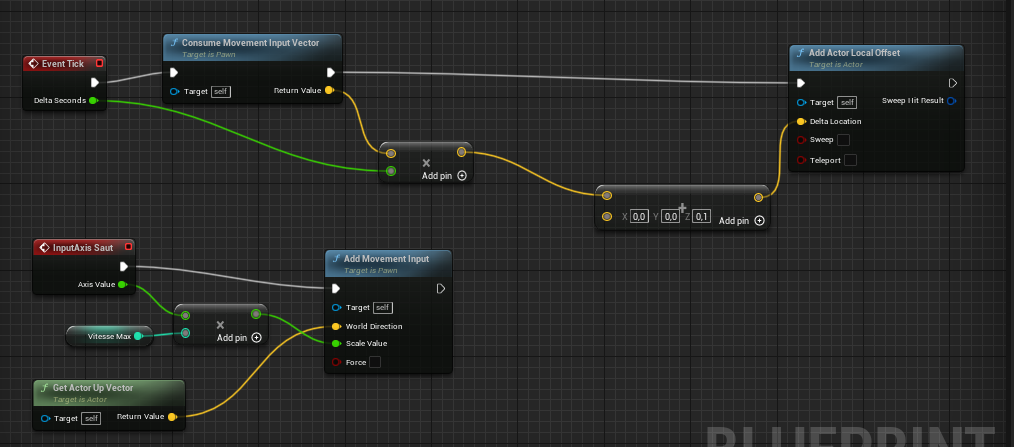 Event Tick
Delta Seconds
Consume Movement Input Vector
Target is Pawn
Target self
Return Value
×
Add pin
X 0,0 Y 0,0 Z 0,1
+
Add pin
Add Actor Local Offset
Target is Actor
Target self
Sweep Hit Result
Delta Location
Sweep
Teleport
InputAxis Saut
Axis Value
Vitesse Max
×
Add pin
Add Movement Input
Target is Pawn
Target self
World Direction
Scale Value
Force
Get Actor Up Vector
Target is Actor
Target self
Return Value
BLUEPRINT